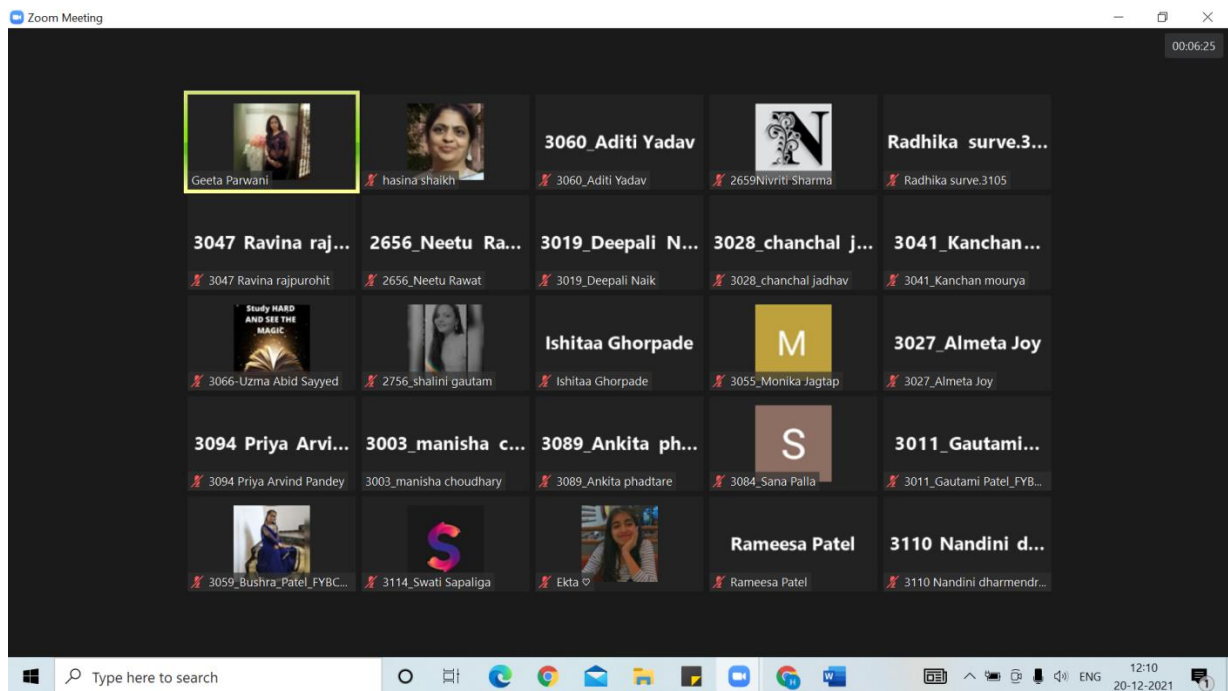 Zoom Meeting
00:06:25
Geeta Parwani
hasina shaikh
3060_Aditi Yadav
3060_Aditi Yadav
N
2659Nivriti Sharma
Radhika surve.3...
Radhika surve.3105
3047 Ravina raj...
3047 Ravina rajpurohit
2656_Neetu Ra...
2656_Neetu Rawat
3019_Deepali N...
3019_Deepali Naik
3028_chanchal j...
3028_chanchal jadhav
3041_Kanchan...
3041_Kanchan mourya
Study HARD
AND SEE THE
MAGIC
3066-Uzma Abid Sayyed
2756_shalini gautam
Ishitaa Ghorpade
Ishitaa Ghorpade
M
3055_Monika Jagtap
3027_Almeta Joy
3027_Almeta Joy
3094 Priya Arvi...
3094 Priya Arvind Pandey
3003_manisha c...
3003_manisha choudhary
3089_Ankita ph...
3089_Ankita phadtare
S
3084_Sana Palla
3011_Gautami...
3011_Gautami Patel_FYB...
3059_Bushra_Patel_FYBC...
S
3114_Swati Sapaliga
Ekta ♡
Rameesa Patel
Rameesa Patel
3110 Nandini d...
3110 Nandini dharmendr...
Type here to search
ENG
12:10
20-12-2021
1